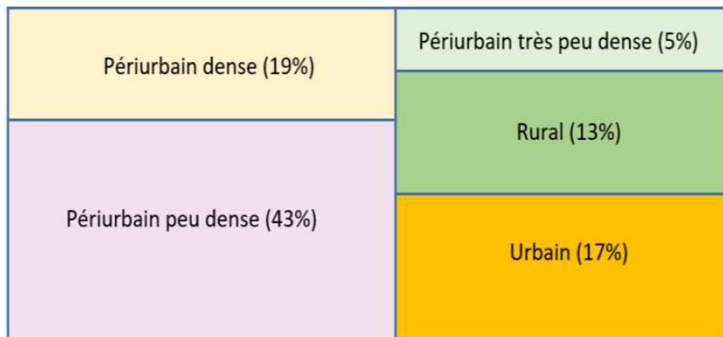 Périurbain dense (19%)
Périurbain peu dense (43%)
Périurbain très peu dense (5%)
Rural (13%)
Urbain (17%)